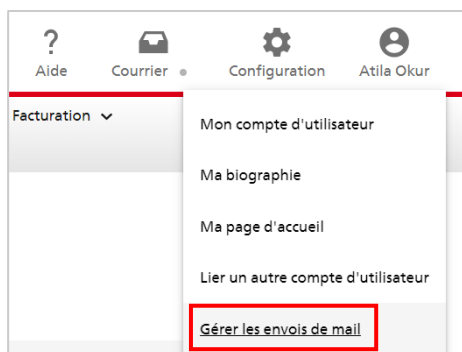 ?
Aide
Courrier
Configuration
Atila Okur
Facturation
Mon compte d'utilisateur
Ma biographie
Ma page d'accueil
Lier un autre compte d'utilisateur
Gérer les envois de mail